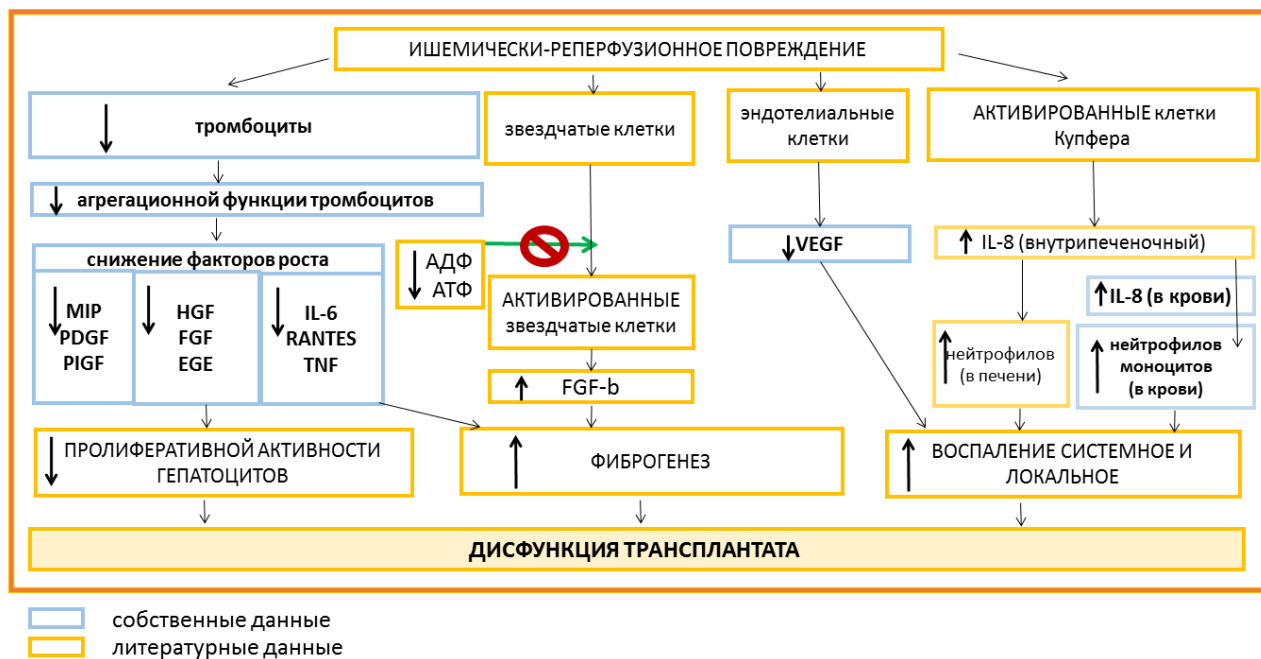 ИШЕМИЧЕСКИ-РЕПЕРФУЗИОННОЕ ПОВРЕЖДЕНИЕ
тромбоциты
звездчатые клетки
эндотелиальные
клетки
АКТИВИРОВАННЫЕ клетки
Купфера
агрегационной функции тромбоцитов
снижение факторов роста
MIP
PDGF
PIGF
HGF
FGF
EGE
IL-6
RANTES
TNF
АДФ
АТФ
АКТИВИРОВАННЫЕ
звездчатые клетки
FGF-b
VEGF
IL-8 (внутрипеченочный)
IL-8 (в крови)
нейтрофилов
(в печени)
нейтрофилов
моноцитов
(в крови)
ПРОЛИФЕРАТИВНОЙ АКТИВНОСТИ
ГЕПАТОЦИТОВ
ФИБРОГЕНЕЗ
ВОСПАЛЕНИЕ СИСТЕМНОЕ И
ЛОКАЛЬНОЕ
ДИСФУНКЦИЯ ТРАНСПЛАНТАТА
собственные данные
литературные данные